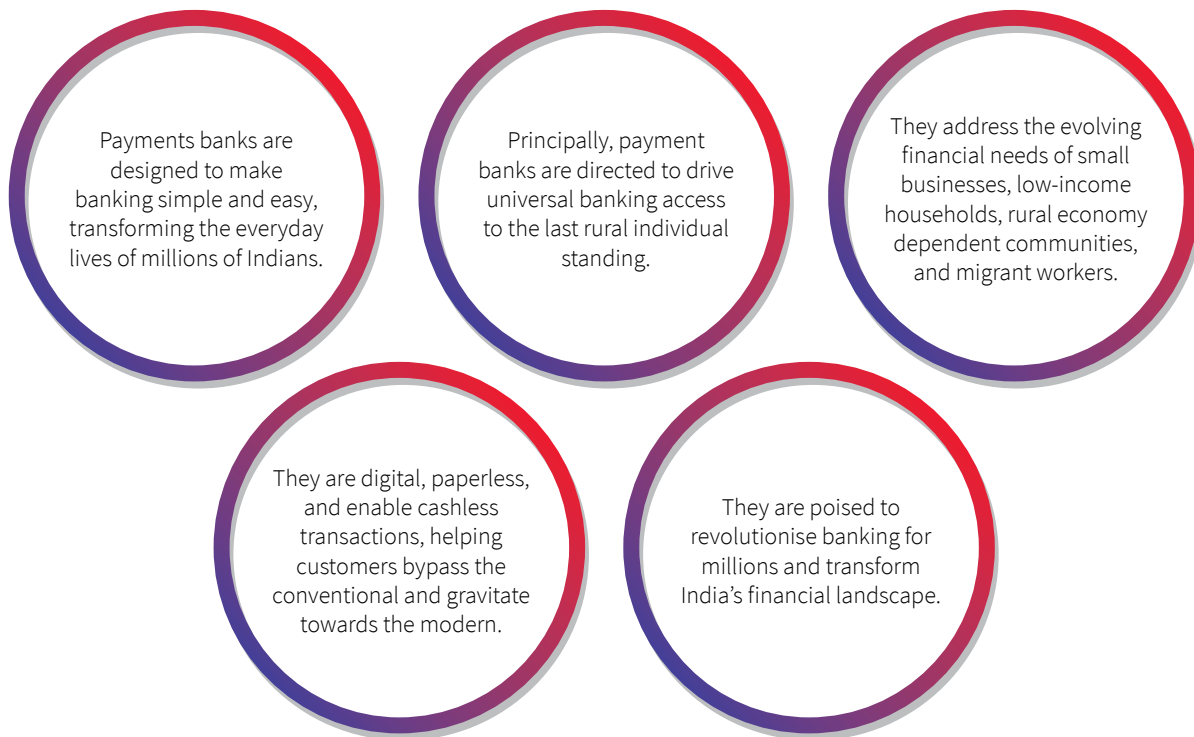 Payments banks are
designed to make
banking simple and easy,
transforming the everyday
lives of millions of Indians.
Principally, payment
banks are directed to drive
universal banking access
to the last rural individual
standing.
They address the evolving
financial needs of small
businesses, low-income
households, rural economy
dependent communities,
and migrant workers.
They are digital, paperless,
and enable cashless
transactions, helping
customers bypass the
conventional and gravitate
towards the modern.
They are poised to
revolutionise banking for
millions and transform
India’s financial landscape.